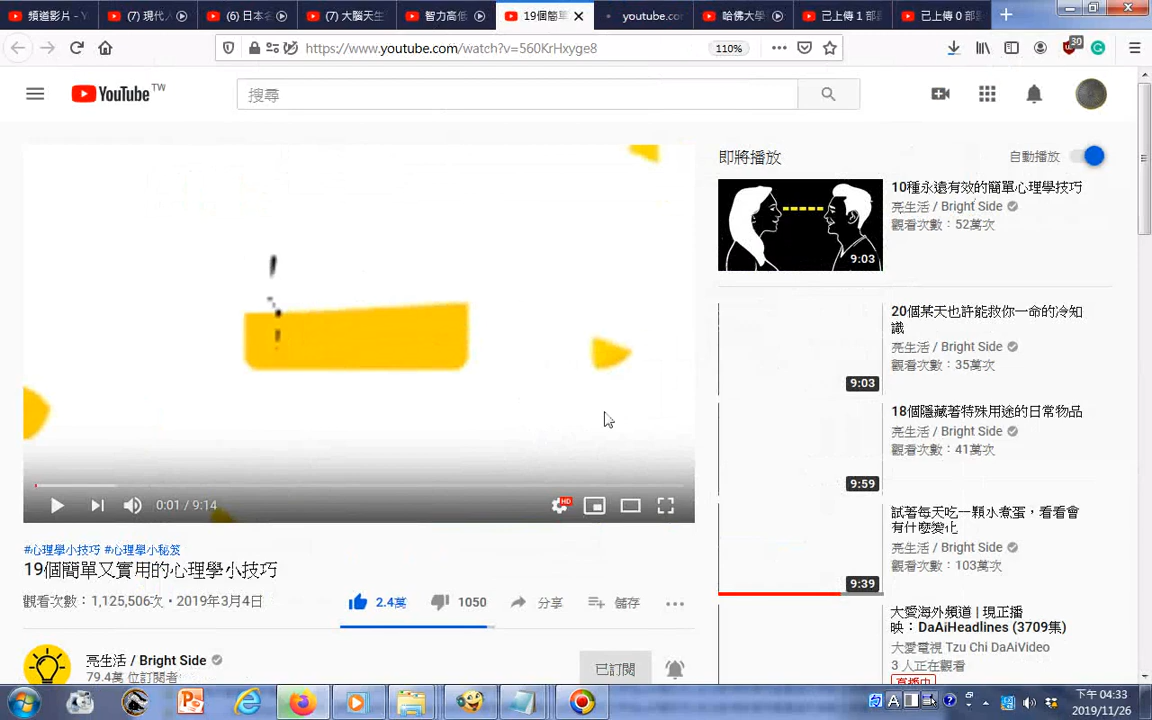 頻道影片 - Y
(7) 現代人
(6) 日本名
(7) 大腦天生
智力高低
19個簡單
youtube.co
哈佛大學
已上傳 1 部
已上傳 0 部
https://www.youtube.com/watch?v=560KrHxyge8
110%
30
YouTube TW
搜尋
即將播放
自動播放
10種永遠有效的簡單心理學技巧
亮生活 / Bright Side
觀看次數：52萬次
9:03
20個某天也許能救你一命的冷知
識
亮生活 / Bright Side
觀看次數：35萬次
9:03
18個隱藏著特殊用途的日常物品
亮生活 / Bright Side
觀看次數：41萬次
9:59
試著每天吃一顆水煮蛋，看看會
有什麼變化
亮生活 / Bright Side
觀看次數：103萬次
9:39
大愛海外頻道 | 現正播
映：DaAiHeadlines (3709集)
大愛電視 Tzu Chi DaAiVideo
3 人正在觀看
直播中
0:01 / 9:14
HD
#心理學小技巧 #心理學小秘笈
19個簡單又實用的心理學小技巧
觀看次數：1,125,506次・2019年3月4日
2.4萬
1050
分享
儲存
亮生活 / Bright Side
79.4萬 位訂閱者
已訂閱
下午 04:33
2019/11/26